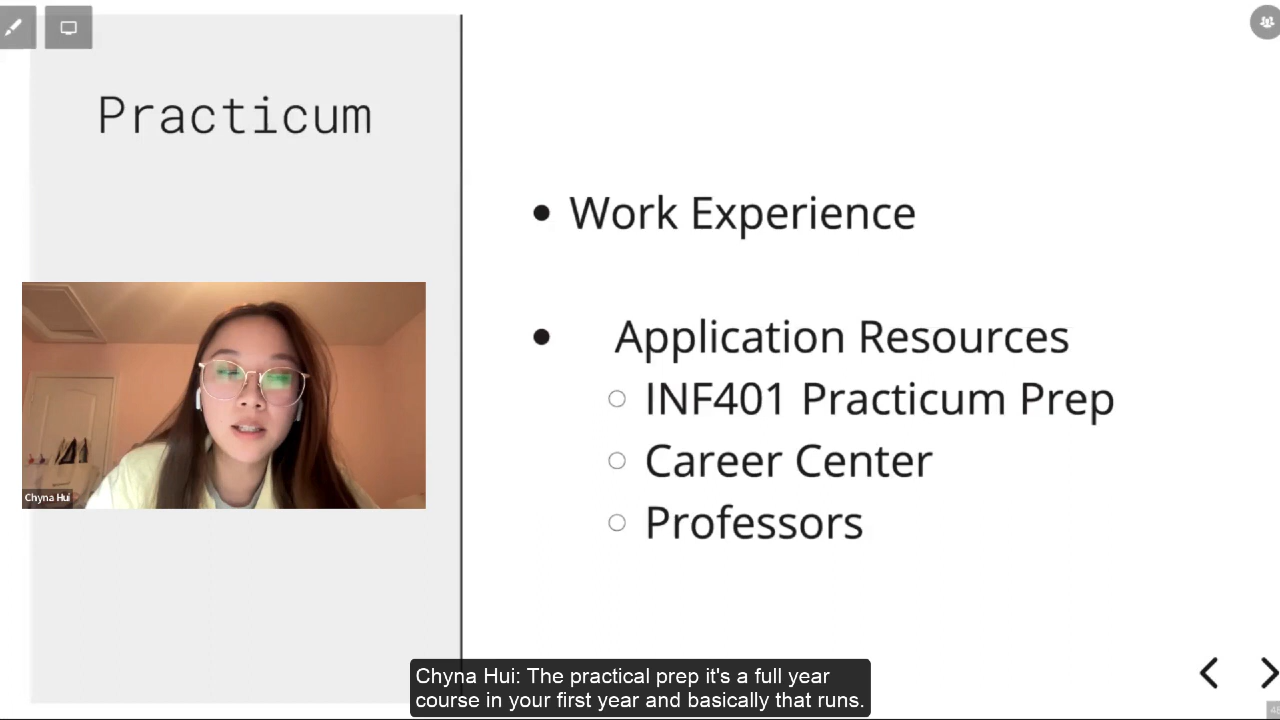 Practicum
• Work Experience
• Application Resources
○ INF401 Practicum Prep
○ Career Center
○ Professors
Chyna Hui
Chyna Hui: The practical prep it's a full year
course in your first year and basically that runs.